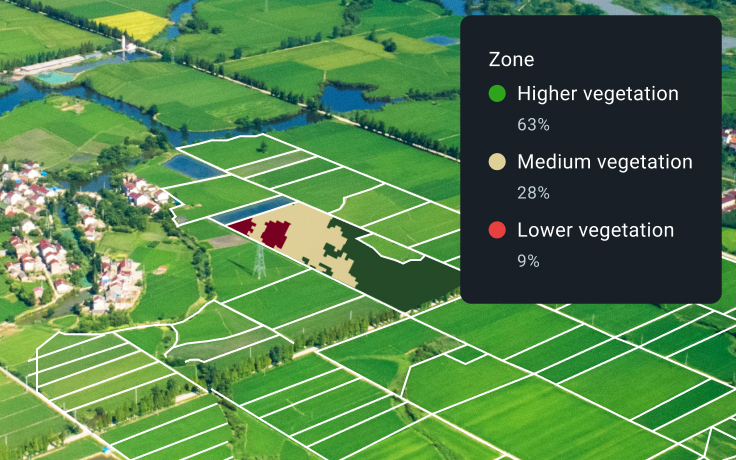 Zone
Higher vegetation
63%
Medium vegetation
28%
Lower vegetation
9%